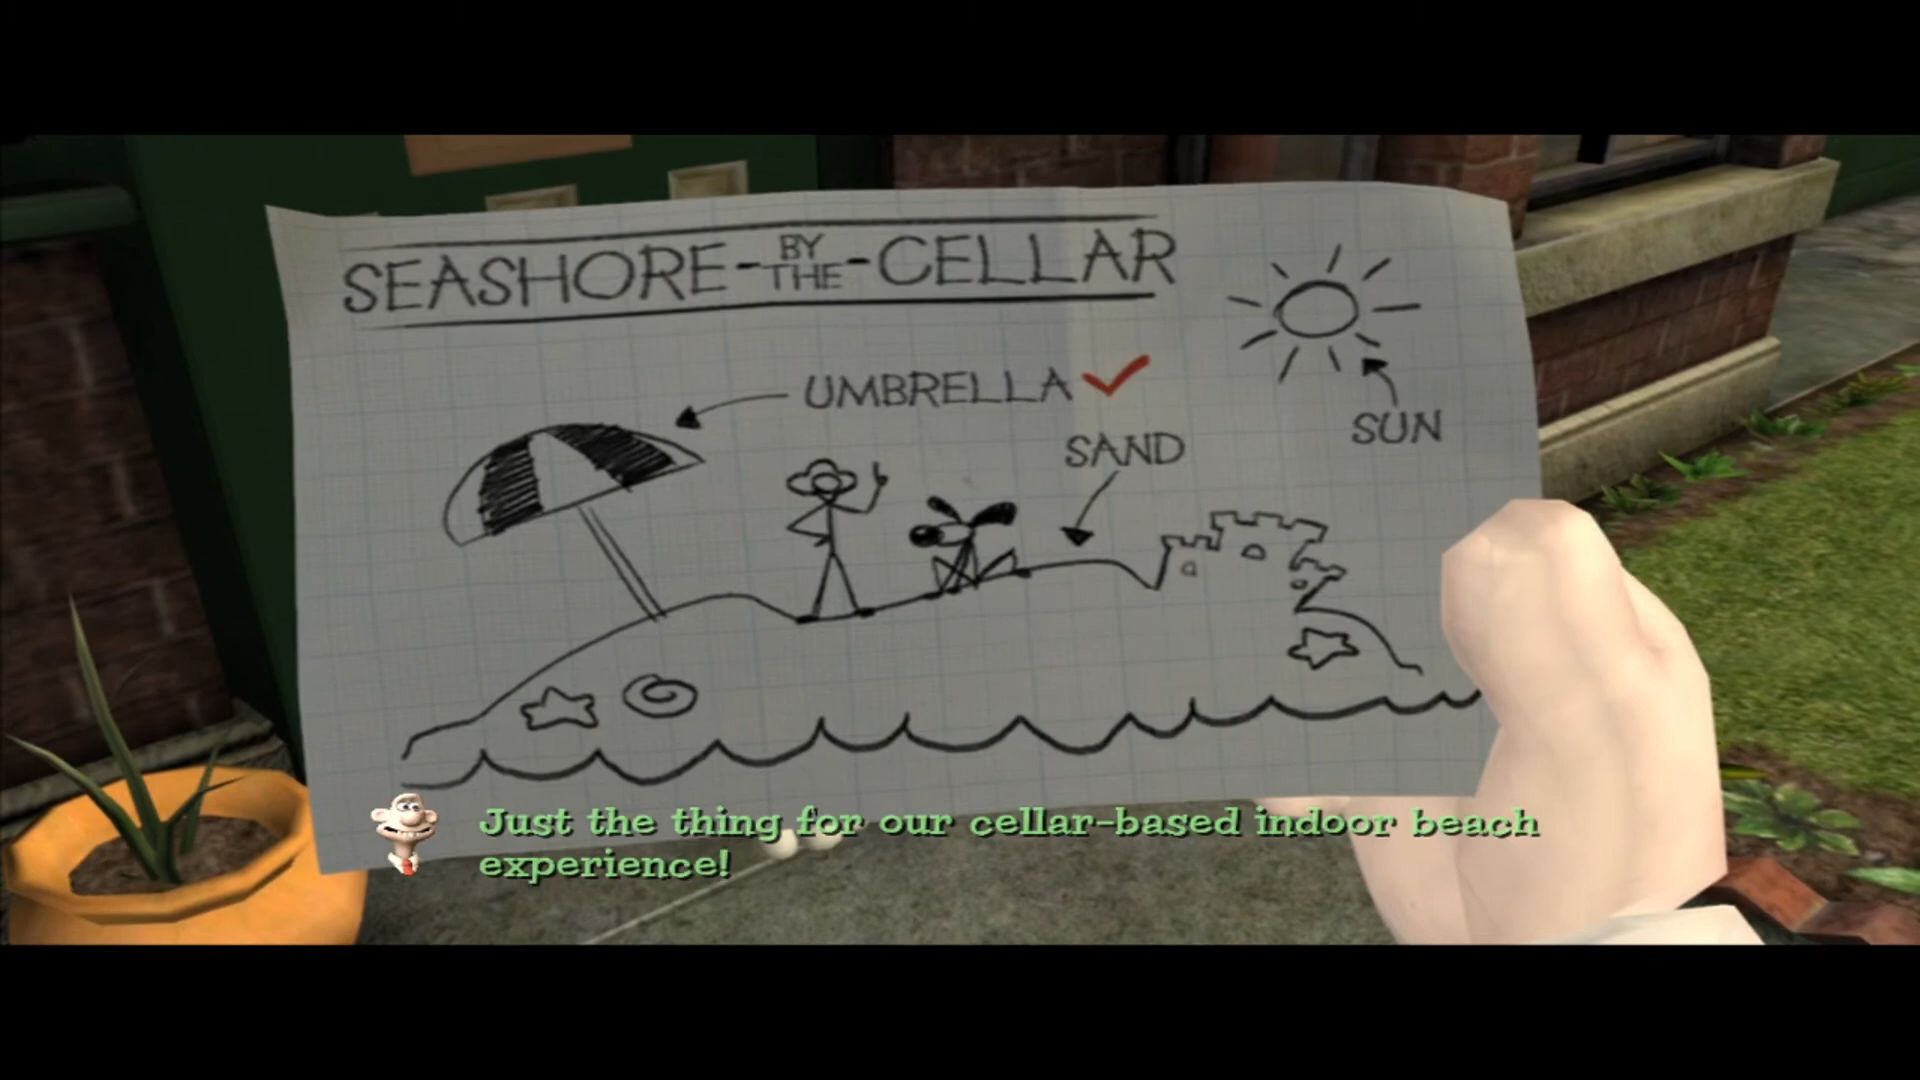 SEASHORE-BY THE-CELLAR
UMBRELLA
SAND
SUN
Just the thing for our cellar-based indoor beach
experience!